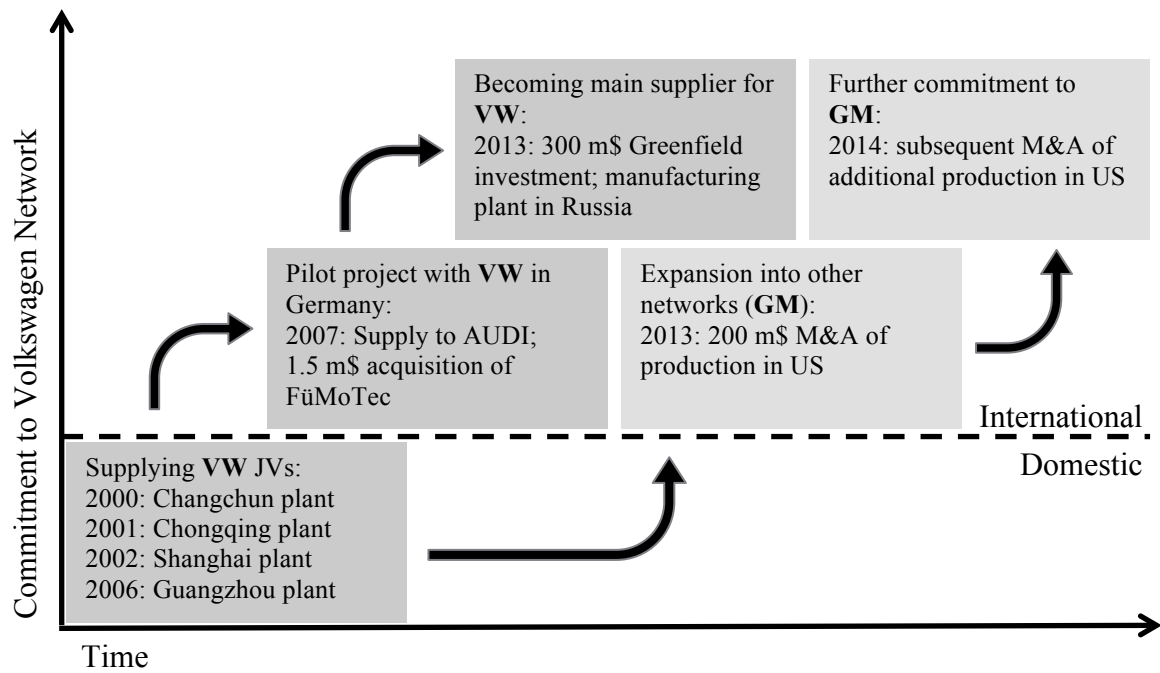 Commitment to Volkswagen Network
Becoming main supplier for
VW:
2013: 300 m$ Greenfield
investment; manufacturing
plant in Russia
Further commitment to
GM:
2014: subsequent M&A of
additional production in US
Pilot project with VW in
Germany:
2007: Supply to AUDI;
1.5 m$ acquisition of
FüMoTec
Expansion into other
networks (GM):
2013: 200 m$ M&A of
production in US
International
Domestic
Supplying VW JVs:
2000: Changchun plant
2001: Chongqing plant
2002: Shanghai plant
2006: Guangzhou plant
Time